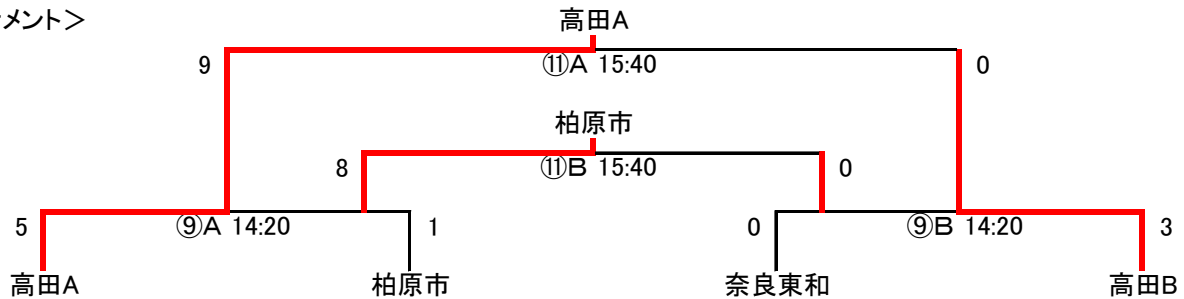 メント＞
高田A
9
⑪A 15:40
0
柏原市
8
⑪B 15:40
0
5
⑨A 14:20
1
0
⑨B 14:20
3
高田A
柏原市
奈良東和
高田B